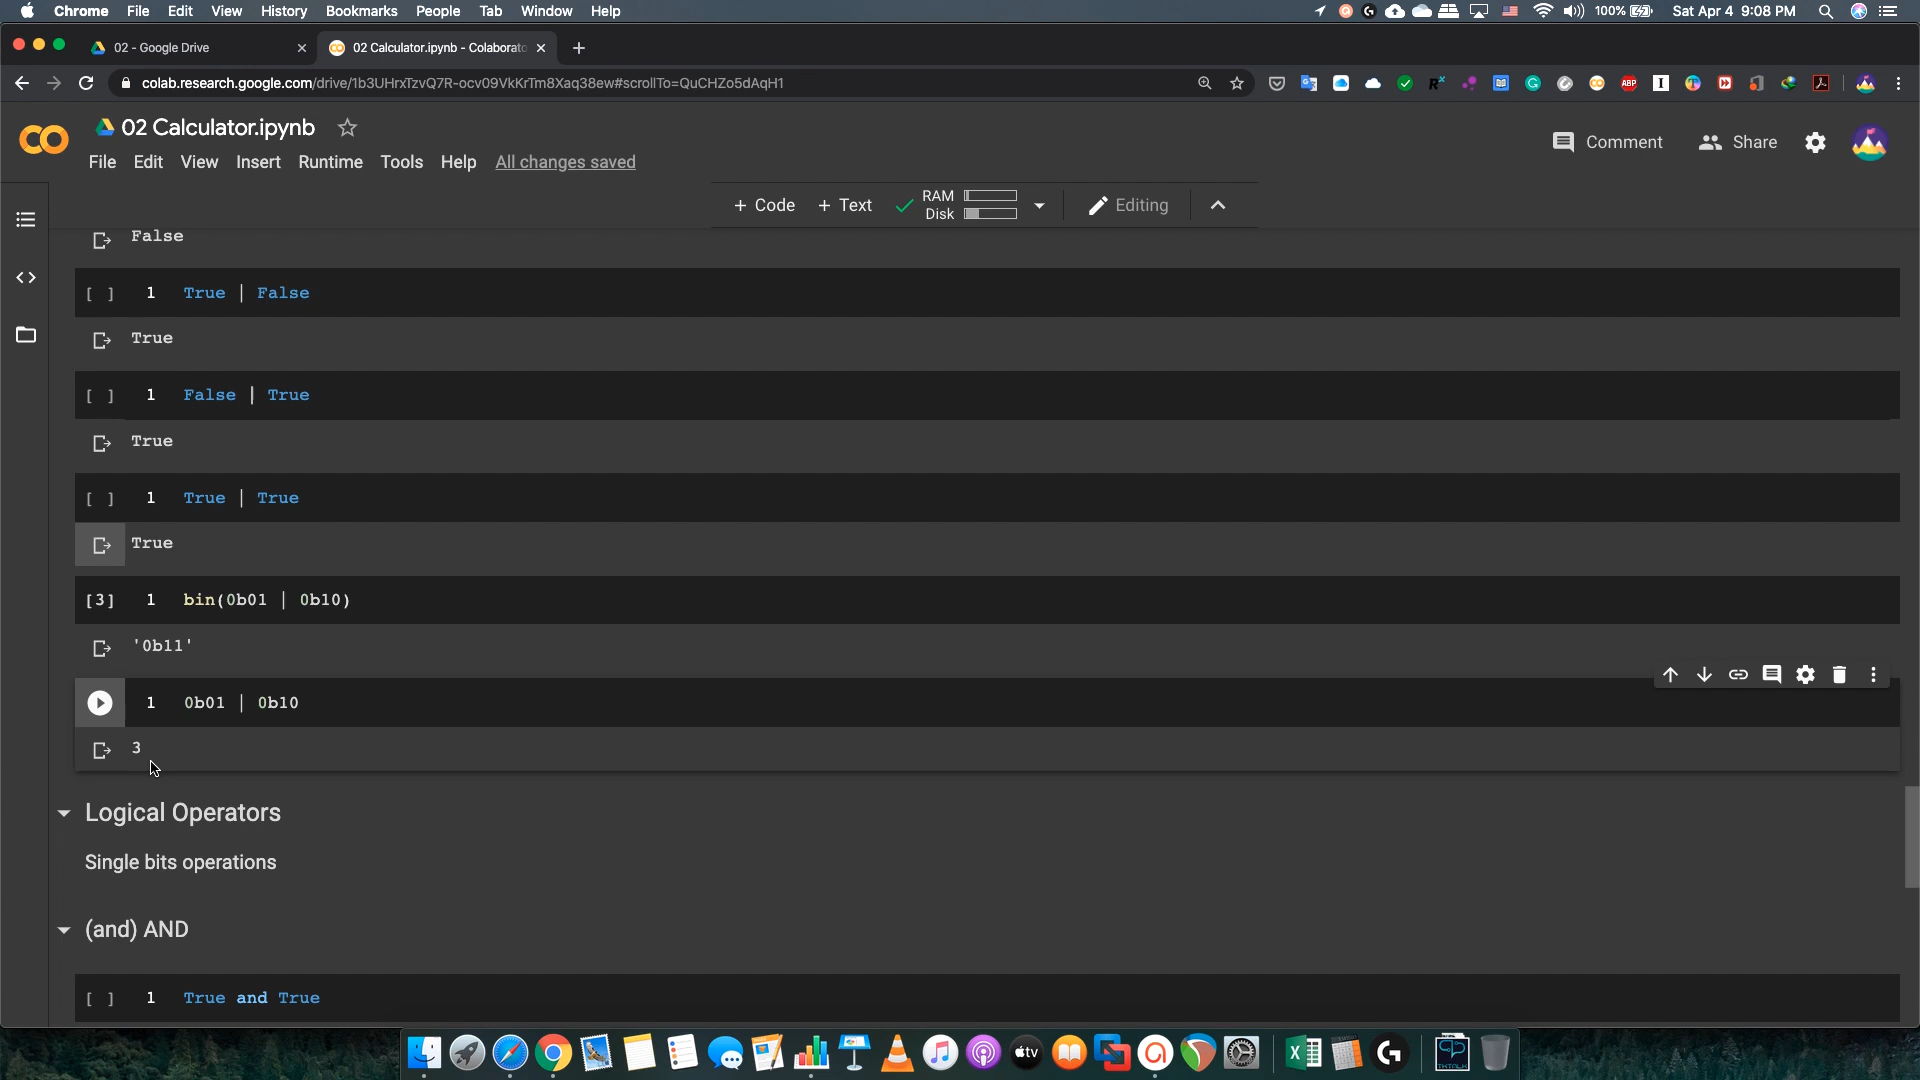 Chrome File Edit View History Bookmarks People Tab Window Help 100% Sat Apr 4 9:08 PM
02 - Google Drive 02 Calculator.ipynb - Colaborato
colab.research.google.com/drive/1b3UHrxTzvQ7R-ocv09VkKrTm8Xaq38ew#scrollTo=QuCHZo5dAqH1
02 Calculator.ipynb
Comment Share
File Edit View Insert Runtime Tools Help All changes saved
+ Code + Text RAM Disk Editing
False
[ ] 1 True | False
True
[ ] 1 False | True
True
[ ] 1 True | True
True
[3] 1 bin(0b01 | 0b10)
'0b11'
1 0b01 | 0b10
3
Logical Operators
Single bits operations
(and) AND
[ ] 1 True and True